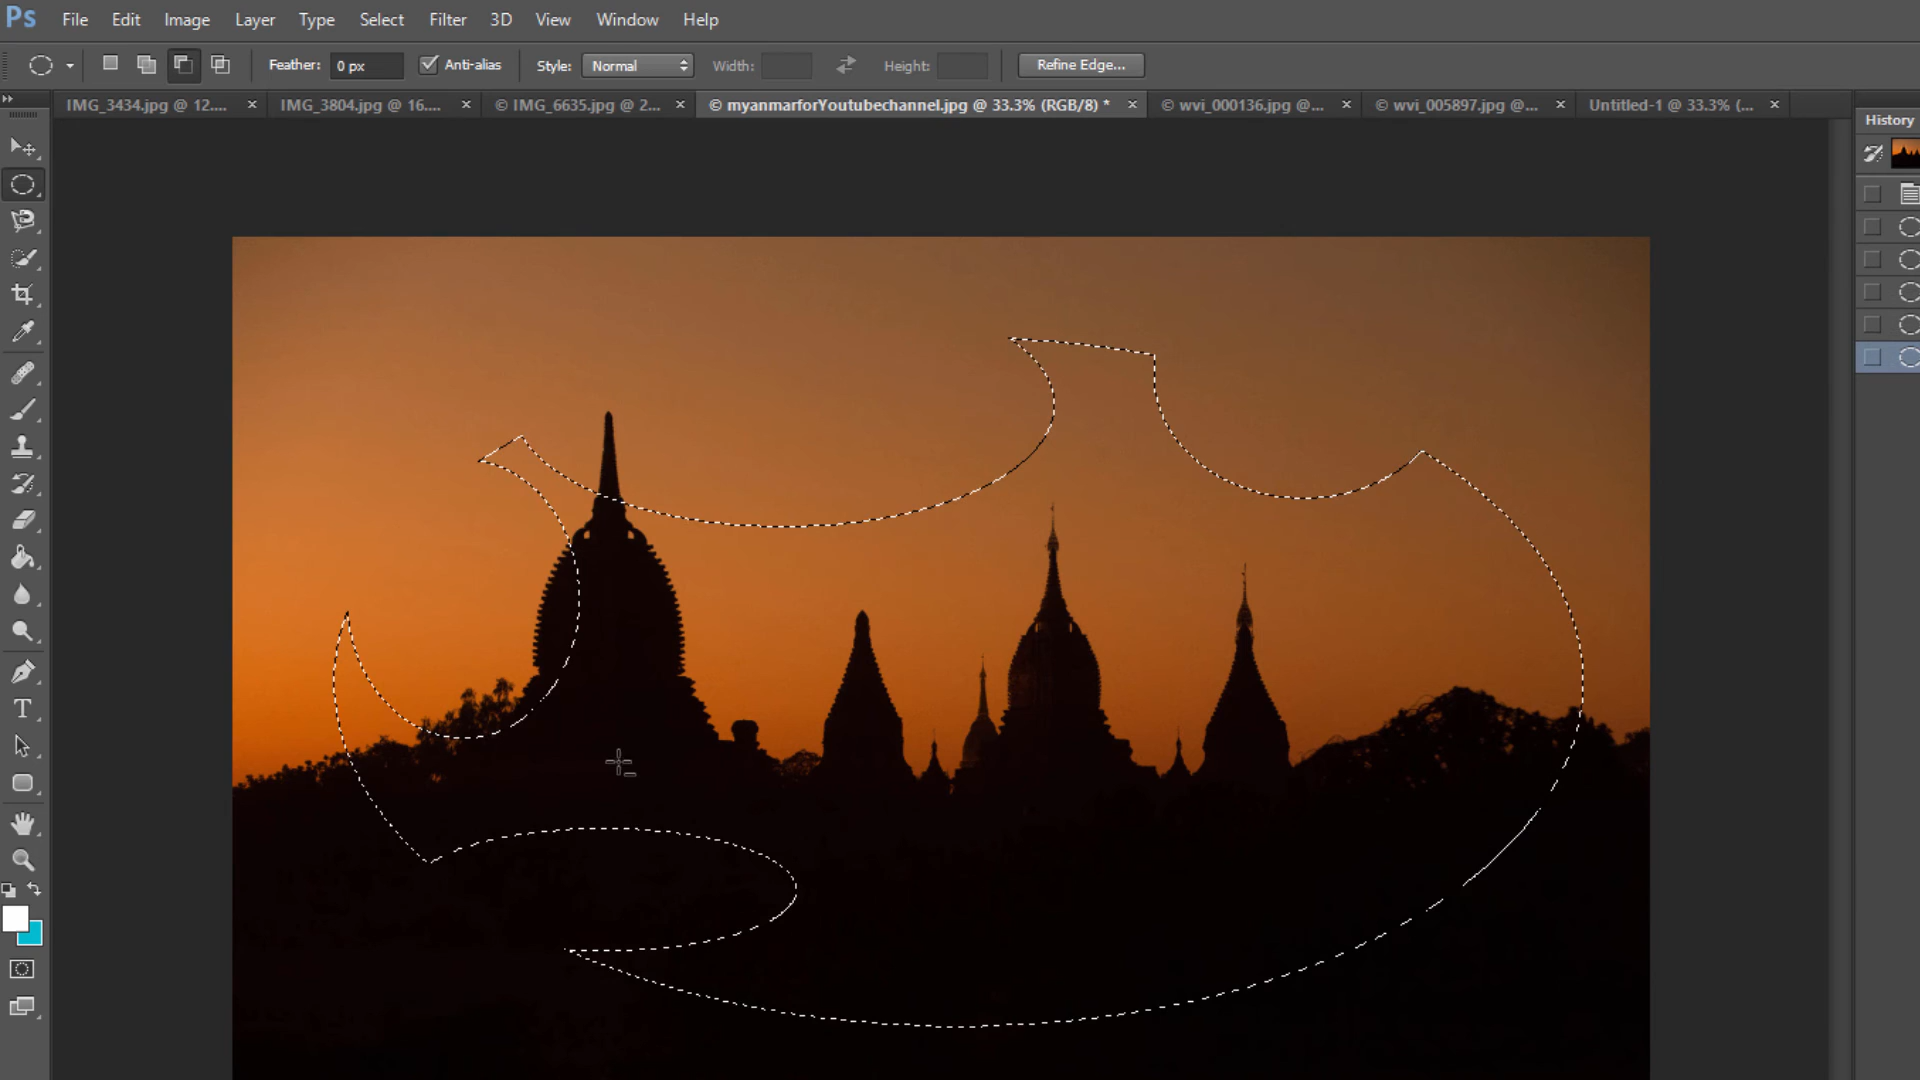 Ps File Edit Image Layer Type Select Filter 3D View Window Help
Feather: 0 px Anti-alias Style: Normal Width: Height: Refine Edge...
IMG_3434.jpg @ 12.... × IMG_3804.jpg @ 16.... × © IMG_6635.jpg @ 2... × © myanmarforYoutubechannel.jpg @ 33.3% (RGB/8) * × © wvi_000136.jpg @... × © wvi_005897.jpg @... × Untitled-1 @ 33.3% (... ×
History
T